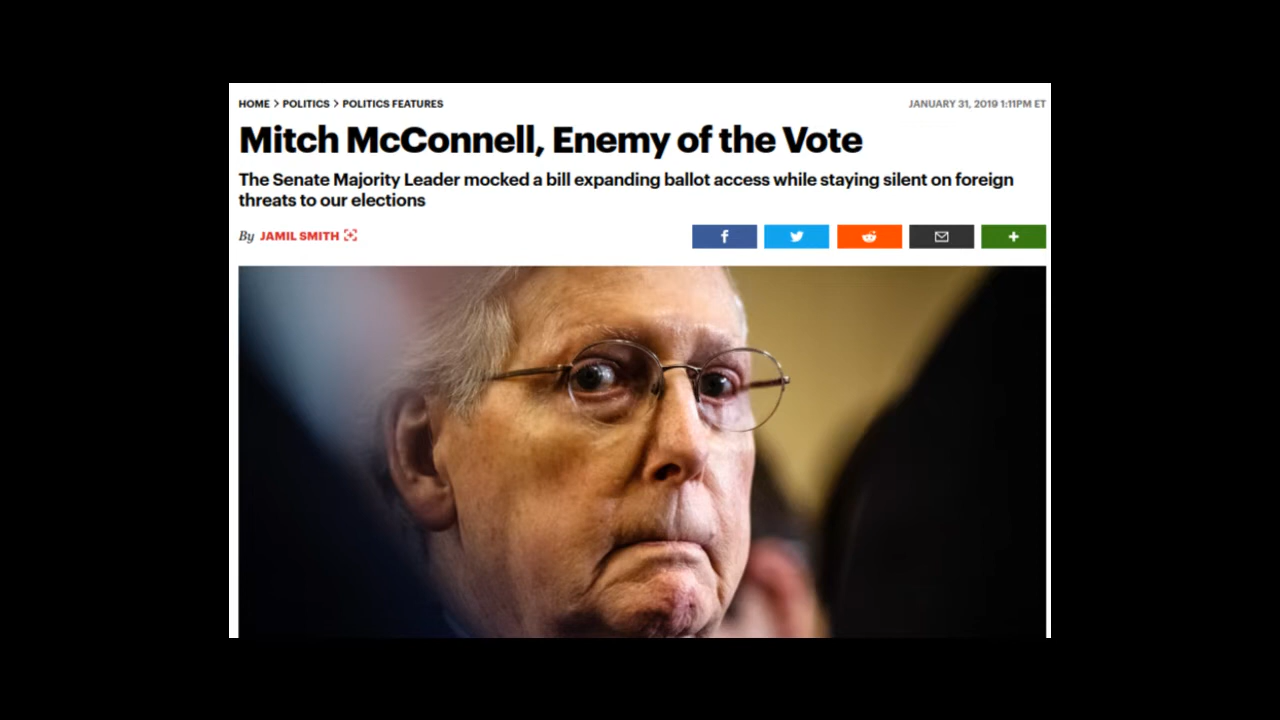 HOME > POLITICS > POLITICS FEATURES
JANUARY 31, 2019 1:11PM ET
Mitch McConnell, Enemy of the Vote
The Senate Majority Leader mocked a bill expanding ballot access while staying silent on foreign
threats to our elections
By JAMIL SMITH